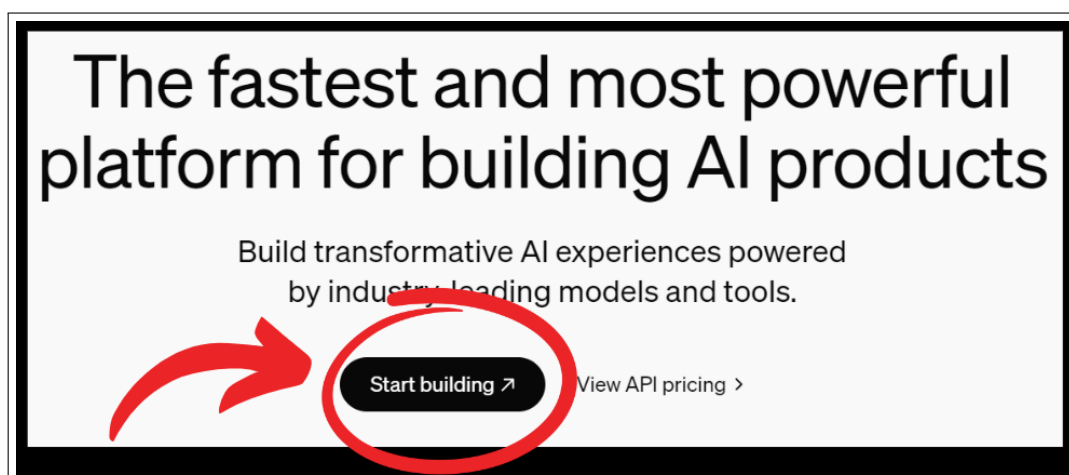 The fastest and most powerful
platform for building AI products
Build transformative AI experiences powered
by industry-leading models and tools.
Start building ↗
View API pricing >